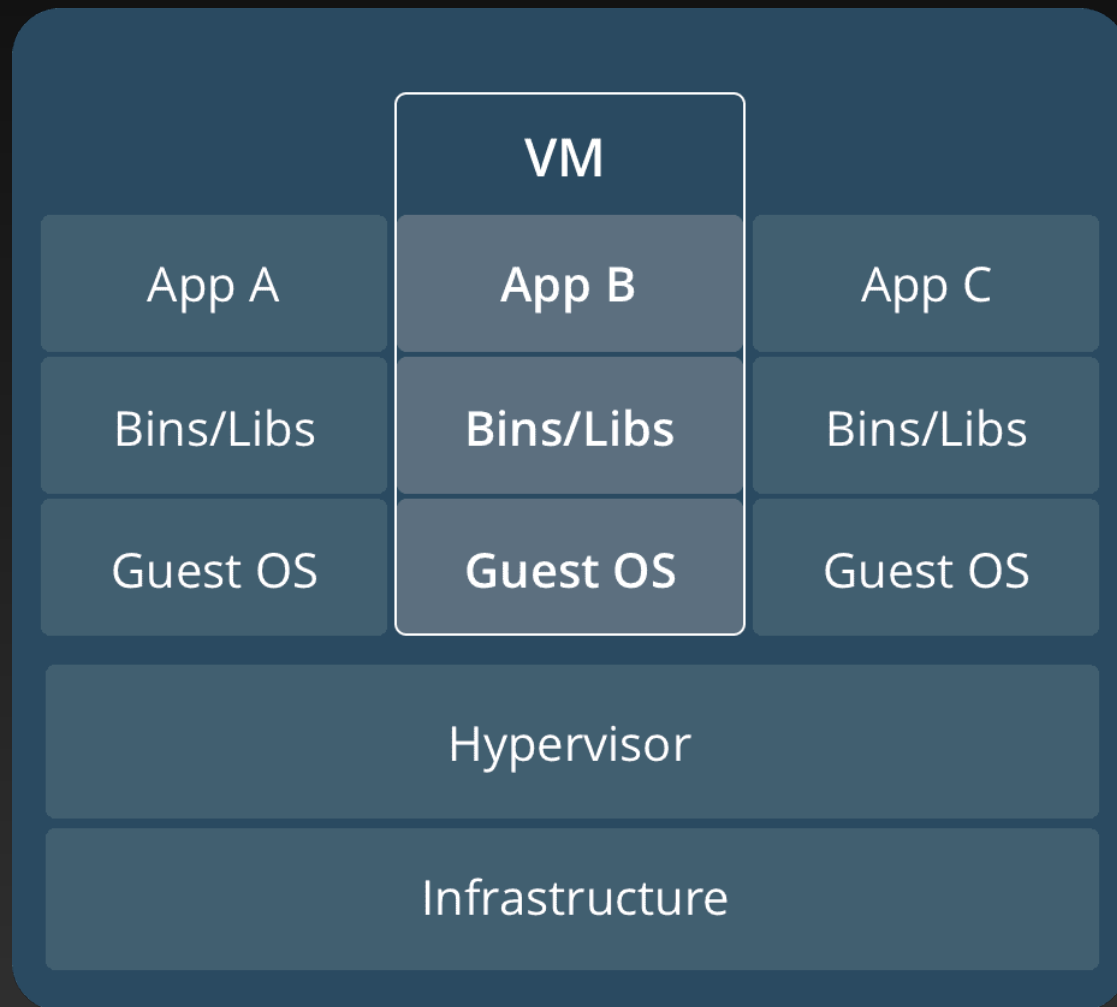 VM
App A
App B
App C
Bins/Libs
Bins/Libs
Bins/Libs
Guest OS
Guest OS
Guest OS
Hypervisor
Infrastructure